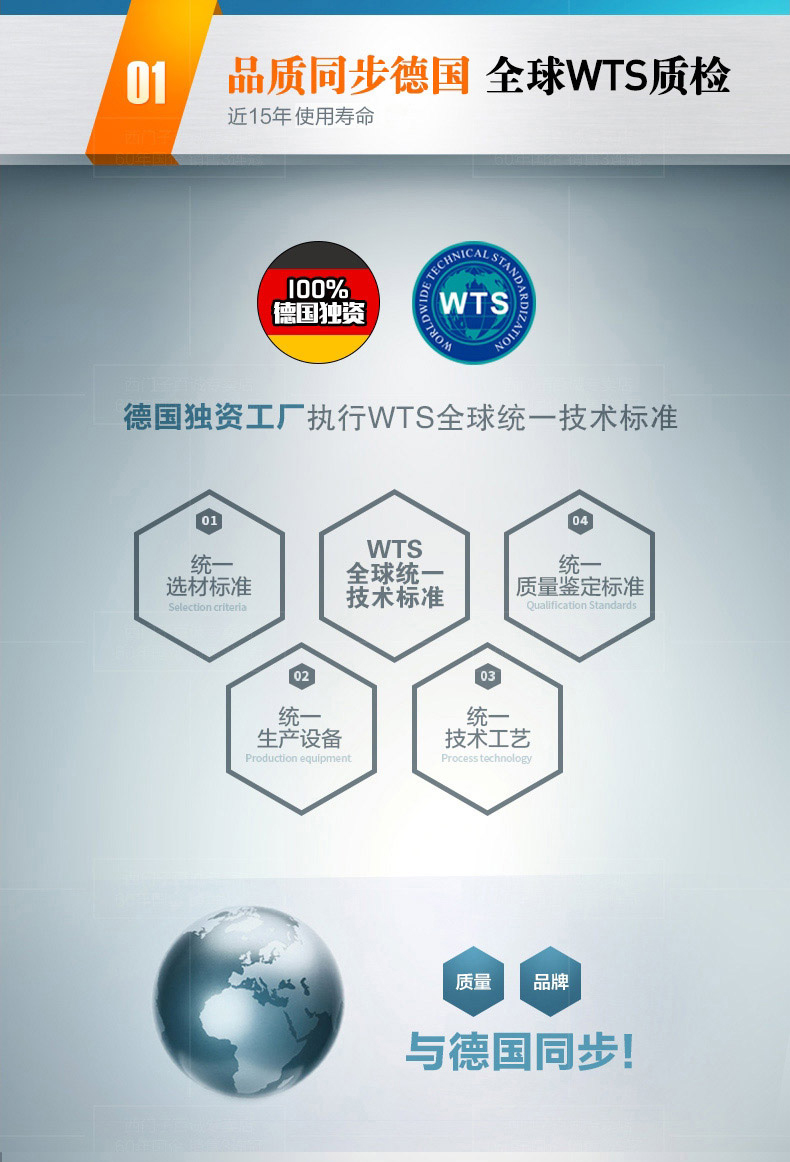 01
品质同步德国 全球WTS质检
近15年使用寿命
100%
德国独资
WORLDWIDE TECHNICAL STANDARDIZATION
WTS
德国独资工厂执行WTS全球统一技术标准
01
统一
选材标准
Selection criteria
WTS
全球统一
技术标准
04
统一
质量鉴定标准
Qualification Standards
02
统一
生产设备
Production equipment
03
统一
技术工艺
Process technology
质量
品牌
与德国同步!